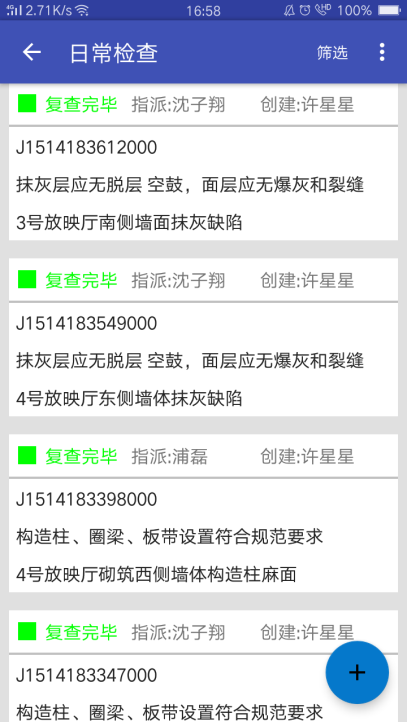 4G 2.71K/s 16:58 100%
日常检查 筛选
复查完毕 指派:沈子翔 创建:许星星
J1514183612000
抹灰层应无脱层 空鼓，面层应无爆灰和裂缝
3号放映厅南侧墙面抹灰缺陷
复查完毕 指派:沈子翔 创建:许星星
J1514183549000
抹灰层应无脱层 空鼓，面层应无爆灰和裂缝
4号放映厅东侧墙体抹灰缺陷
复查完毕 指派:浦磊 创建:许星星
J1514183398000
构造柱、圈梁、板带设置符合规范要求
4号放映厅砌筑西侧墙体构造柱麻面
复查完毕 指派:沈子翔 创建:许星星
J1514183347000
构造柱、圈梁、板带设置符合规范要求